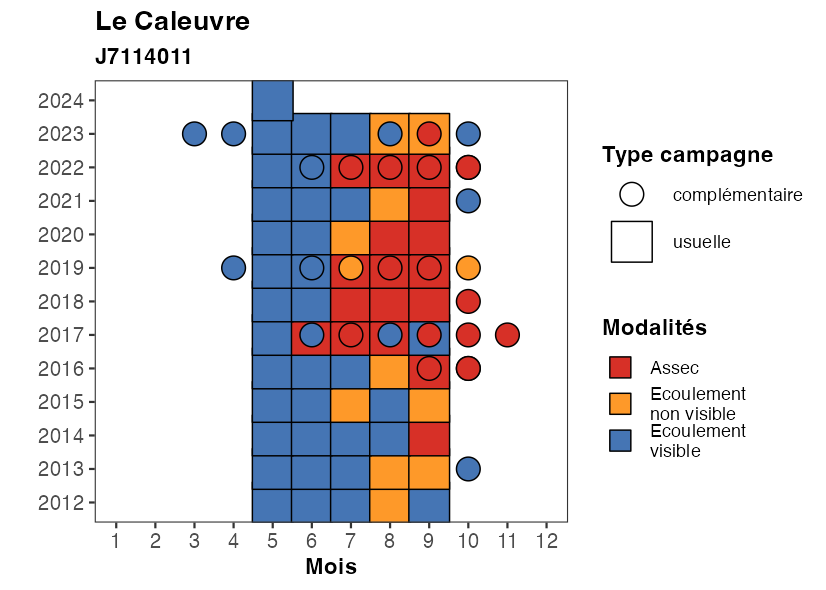 Le Caleuvre
J7114011
2024
2023
2022
2021
2020
2019
2018
2017
2016
2015
2014
2013
2012
1 2 3 4 5 6 7 8 9 10 11 12
Mois
Type campagne
complémentaire
usuelle
Modalités
Assec
Ecoulement
non visible
Ecoulement
visible